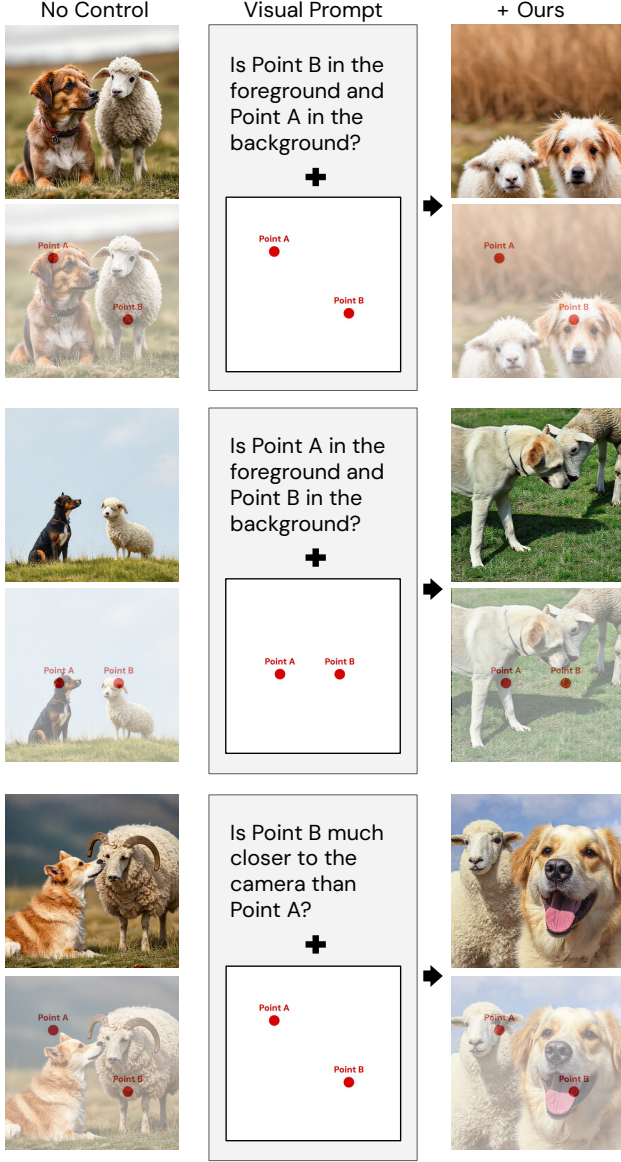 No Control
Visual Prompt
+ Ours
Is Point B in the
foreground and
Point A in the
background?
+
Point A
Point B
Point A
Point B
Point A
Point B
Is Point A in the
foreground and
Point B in the
background?
+
Point A
Point B
Point A
Point B
Point A
Point B
Is Point B much
closer to the
camera than
Point A?
+
Point A
Point B
Point A
Point B
Point A
Point B